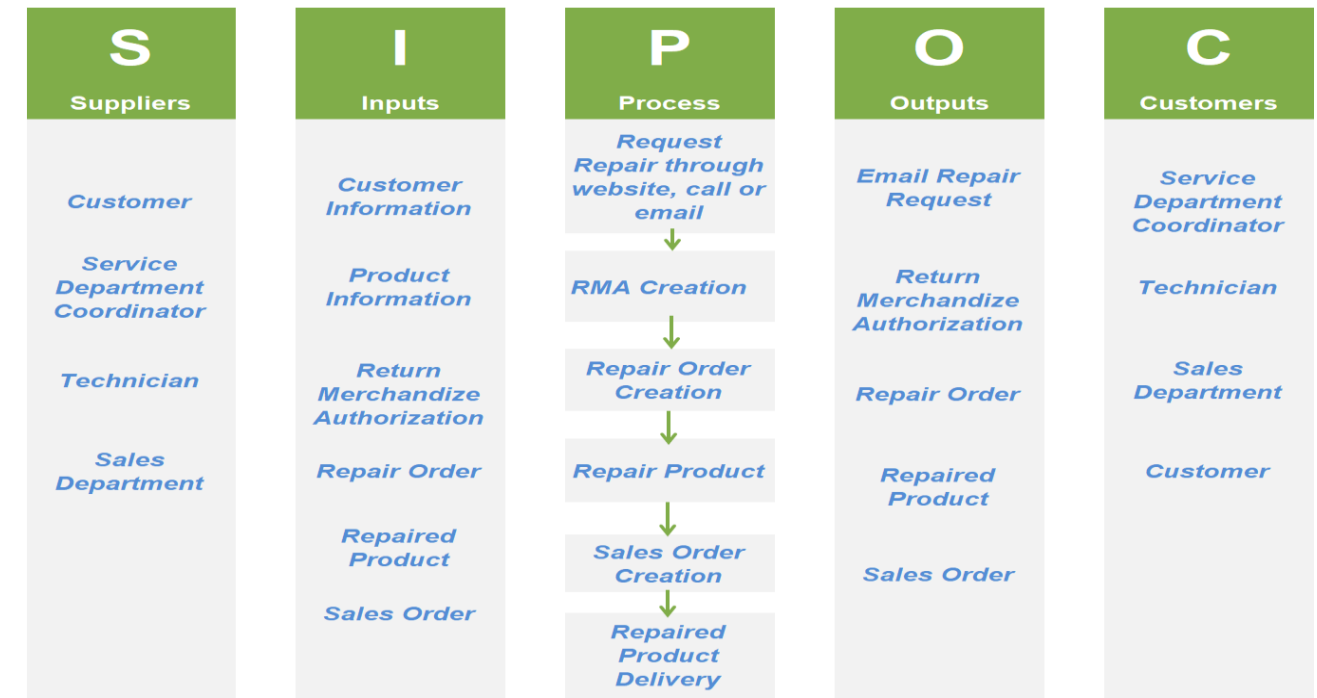 S
Suppliers
Customer
Service
Department
Coordinator
Technician
Sales
Department
I
Inputs
Customer
Information
Product
Information
Return
Merchandize
Authorization
Repair Order
Repaired
Product
Sales Order
P
Process
Request
Repair through
website, call or
email
RMA Creation
Repair Order
Creation
Repair Product
Sales Order
Creation
Repaired
Product
Delivery
O
Outputs
Email Repair
Request
Return
Merchandize
Authorization
Repair Order
Repaired
Product
Sales Order
C
Customers
Service
Department
Coordinator
Technician
Sales
Department
Customer